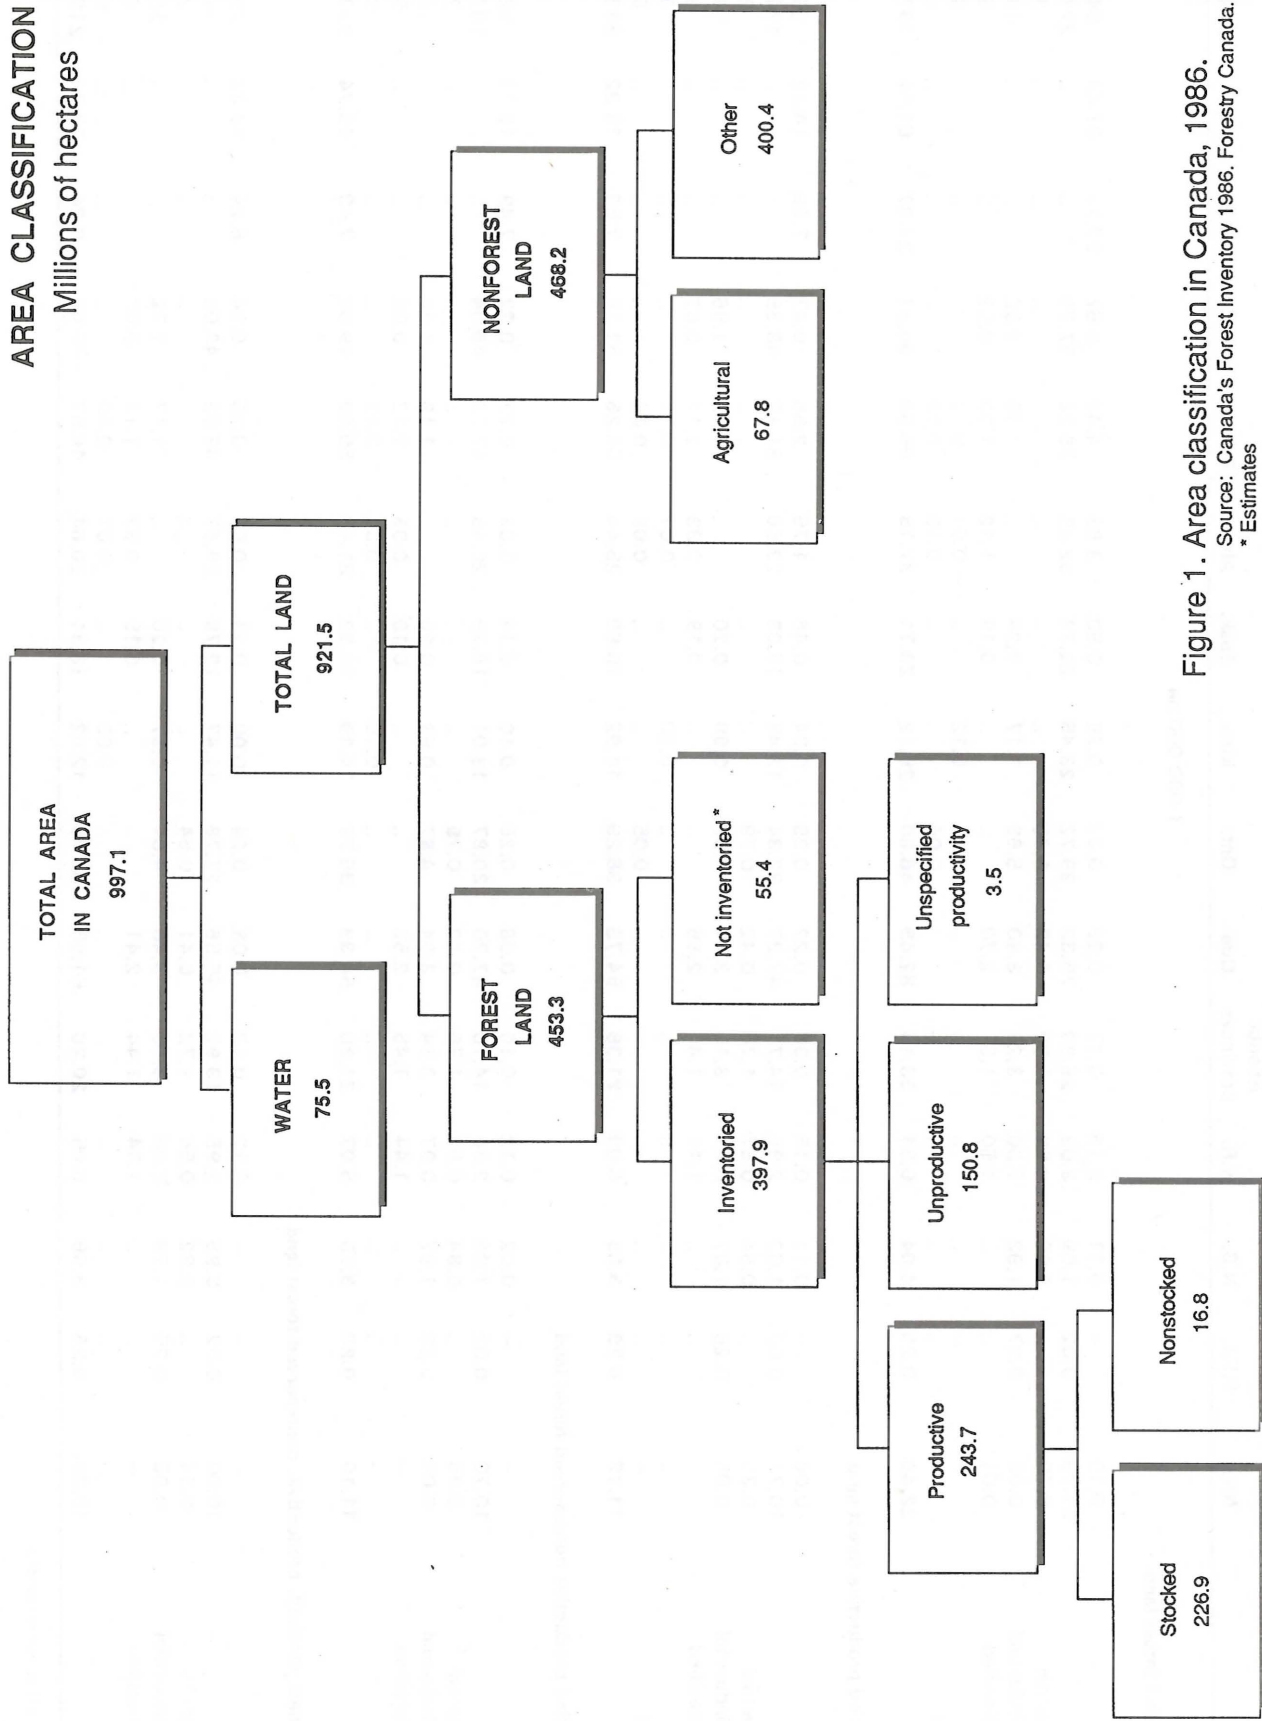 AREA CLASSIFICATION
Millions of hectares
TOTAL AREA
IN CANADA
997.1
WATER
75.5
TOTAL LAND
921.5
FOREST
LAND
453.3
NONFOREST
LAND
468.2
Inventoried
397.9
Not inventoried*
55.4
Agricultural
67.8
Other
400.4
Productive
243.7
Unproductive
150.8
Unspecified
productivity
3.5
Stocked
226.9
Nonstocked
16.8
Figure 1. Area classification in Canada, 1986.
Source: Canada's Forest Inventory 1986. Forestry Canada.
* Estimates